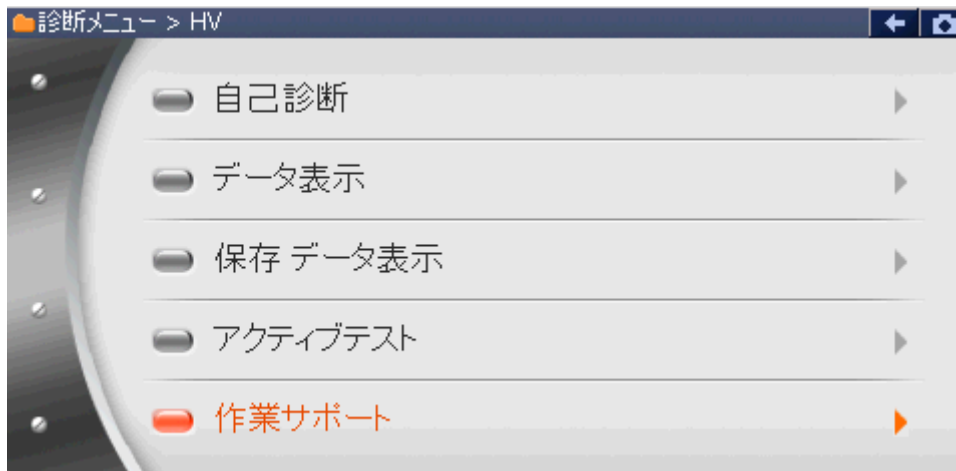 診断メニュー > HV
自己診断
データ表示
保存 データ表示
アクティブテスト
作業サポート